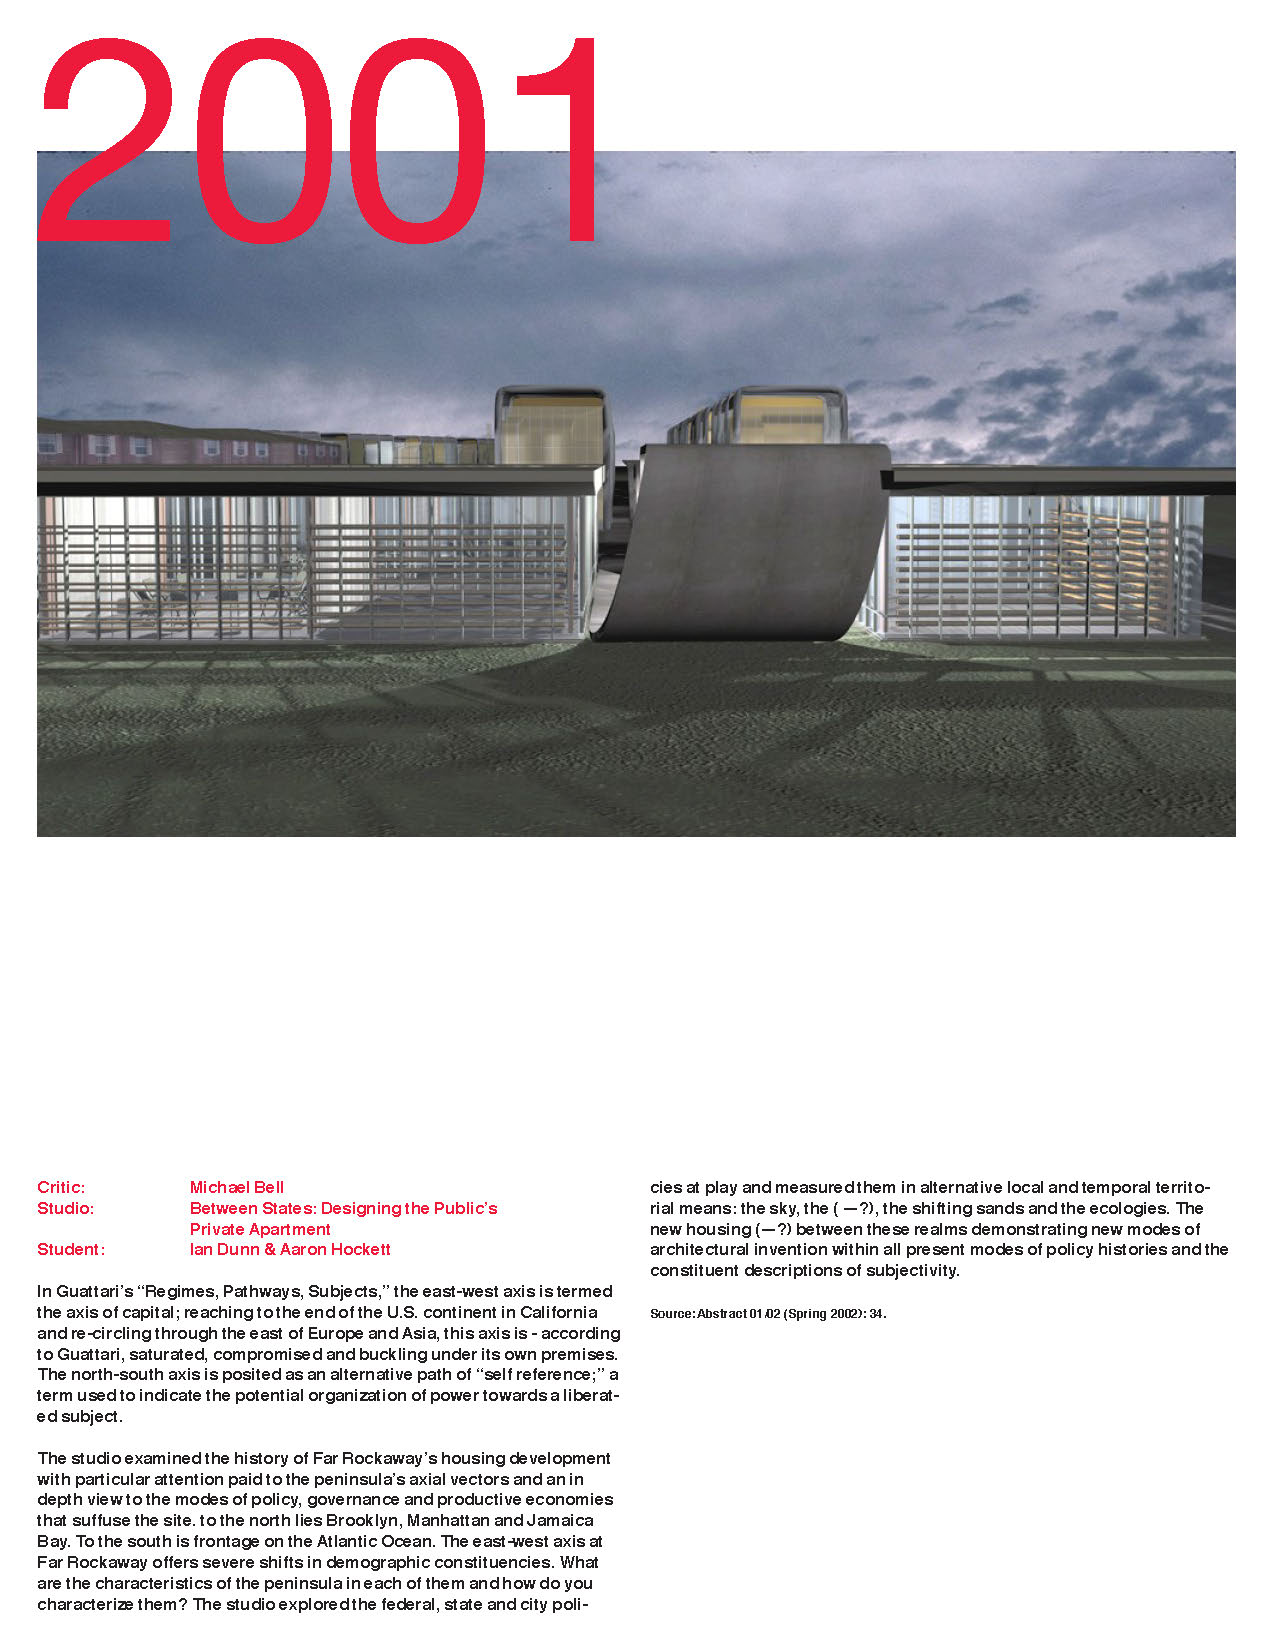 2001
Critic: Michael Bell
Studio: Between States: Designing the Public’s
Private Apartment
Student: Ian Dunn & Aaron Hockett
In Guattari’s “Regimes, Pathways, Subjects,” the east-west axis is termed
the axis of capital; reaching to the end of the U.S. continent in California
and re-circling through the east of Europe and Asia, this axis is - according
to Guattari, saturated, compromised and buckling under its own premises.
The north-south axis is posited as an alternative path of “self reference;” a
term used to indicate the potential organization of power towards a liberat-
ed subject.
The studio examined the history of Far Rockaway’s housing development
with particular attention paid to the peninsula’s axial vectors and an in
depth view to the modes of policy, governance and productive economies
that suffuse the site. to the north lies Brooklyn, Manhattan and Jamaica
Bay. To the south is frontage on the Atlantic Ocean. The east-west axis at
Far Rockaway offers severe shifts in demographic constituencies. What
are the characteristics of the peninsula in each of them and how do you
characterize them? The studio explored the federal, state and city poli-
cies at play and measured them in alternative local and temporal territo-
rial means: the sky, the ( —?), the shifting sands and the ecologies. The
new housing (—?) between these realms demonstrating new modes of
architectural invention within all present modes of policy histories and the
constituent descriptions of subjectivity.
Source: Abstract 01/02 (Spring 2002): 34.